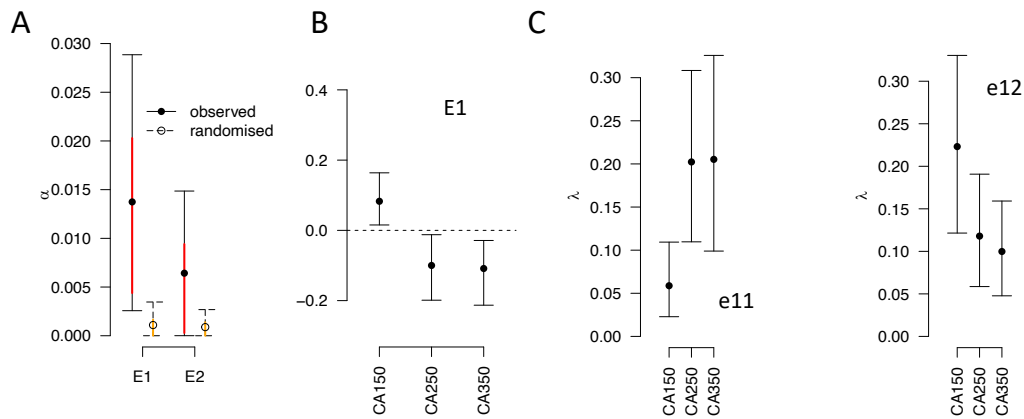 A
B
C
α
0.030
0.025
0.020
0.015
0.010
0.005
0.000
observed
randomised
E1
E2
0.4
0.2
0.0
−0.2
E1
CA150
CA250
CA350
λ
0.30
0.25
0.20
0.15
0.10
0.05
0.00
e11
CA150
CA250
CA350
λ
0.30
0.25
0.20
0.15
0.10
0.05
0.00
e12
CA150
CA250
CA350